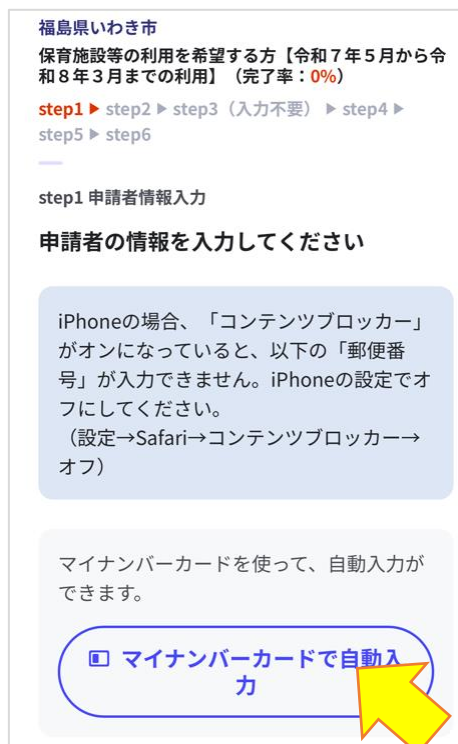 福島県いわき市
保育施設等の利用を希望する方【令和７年５月から令
和８年３月までの利用】（完了率：0%）
step1 ▶ step2 ▶ step3（入力不要） ▶ step4 ▶
step5 ▶ step6
step1 申請者情報入力
申請者の情報を入力してください
iPhoneの場合、「コンテンツブロッカー」
がオンになっていると、以下の「郵便番
号」が入力できません。iPhoneの設定でオ
フにしてください。
（設定→Safari→コンテンツブロッカー→
オフ）
マイナンバーカードを使って、自動入力が
できます。
マイナンバーカードで自動入
力